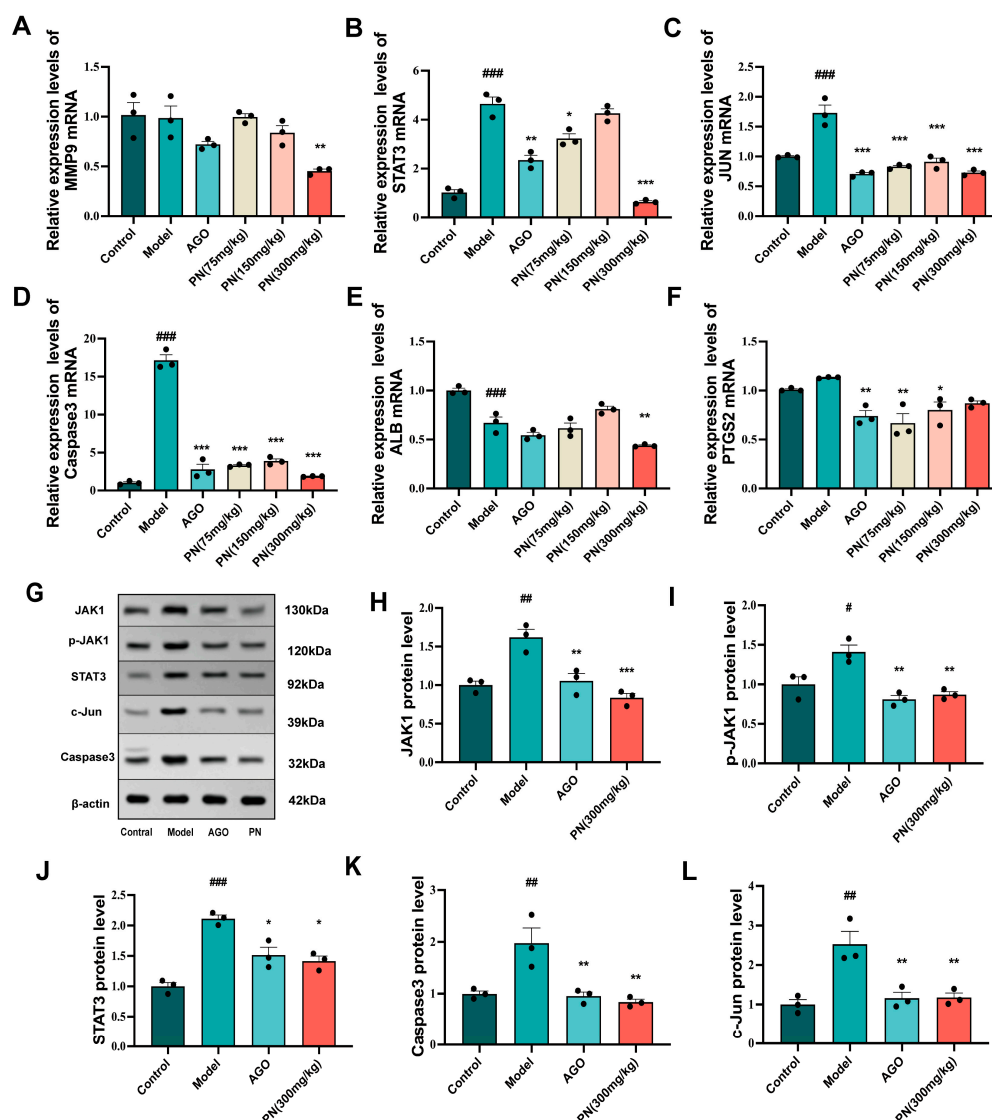 A
Relative expression levels of
MMP9 mRNA
1.5
1.0
0.5
0.0
**
Control
Model
AGO
PN(75mg/kg)
PN(150mg/kg)
PN(300mg/kg)
B
Relative expression levels of
STAT3 mRNA
6
4
2
0
###
**
*
***
Control
Model
AGO
PN(75mg/kg)
PN(150mg/kg)
PN(300mg/kg)
C
Relative expression levels of
JUN mRNA
2.5
2.0
1.5
1.0
0.5
0.0
###
***
***
***
***
Control
Model
AGO
PN(75mg/kg)
PN(150mg/kg)
PN(300mg/kg)
D
Relative expression levels of
Caspase3 mRNA
20
15
10
5
0
###
***
***
***
***
Control
Model
AGO
PN(75mg/kg)
PN(150mg/kg)
PN(300mg/kg)
E
Relative expression levels of
ALB mRNA
1.5
1.0
0.5
0.0
###
**
Control
Model
AGO
PN(75mg/kg)
PN(150mg/kg)
PN(300mg/kg)
F
Relative expression levels of
PTGS2 mRNA
1.5
1.0
0.5
0.0
**
**
*
Control
Model
AGO
PN(75mg/kg)
PN(150mg/kg)
PN(300mg/kg)
G
JAK1 130kDa
p-JAK1 120kDa
STAT3 92kDa
c-Jun 39kDa
Caspase3 32kDa
β-actin 42kDa
Contral Model AGO PN
H
JAK1 protein level
2.0
1.5
1.0
0.5
0.0
##
**
***
Control
Model
AGO
PN(300mg/kg)
I
p-JAK1 protein level
2.0
1.5
1.0
0.5
0.0
#
**
**
Control
Model
AGO
PN(300mg/kg)
J
STAT3 protein level
2.5
2.0
1.5
1.0
0.5
0.0
###
*
*
Control
Model
AGO
PN(300mg/kg)
K
Caspase3 protein level
3
2
1
0
##
**
**
Control
Model
AGO
PN(300mg/kg)
L
c-Jun protein level
4
3
2
1
0
##
**
**
Control
Model
AGO
PN(300mg/kg)